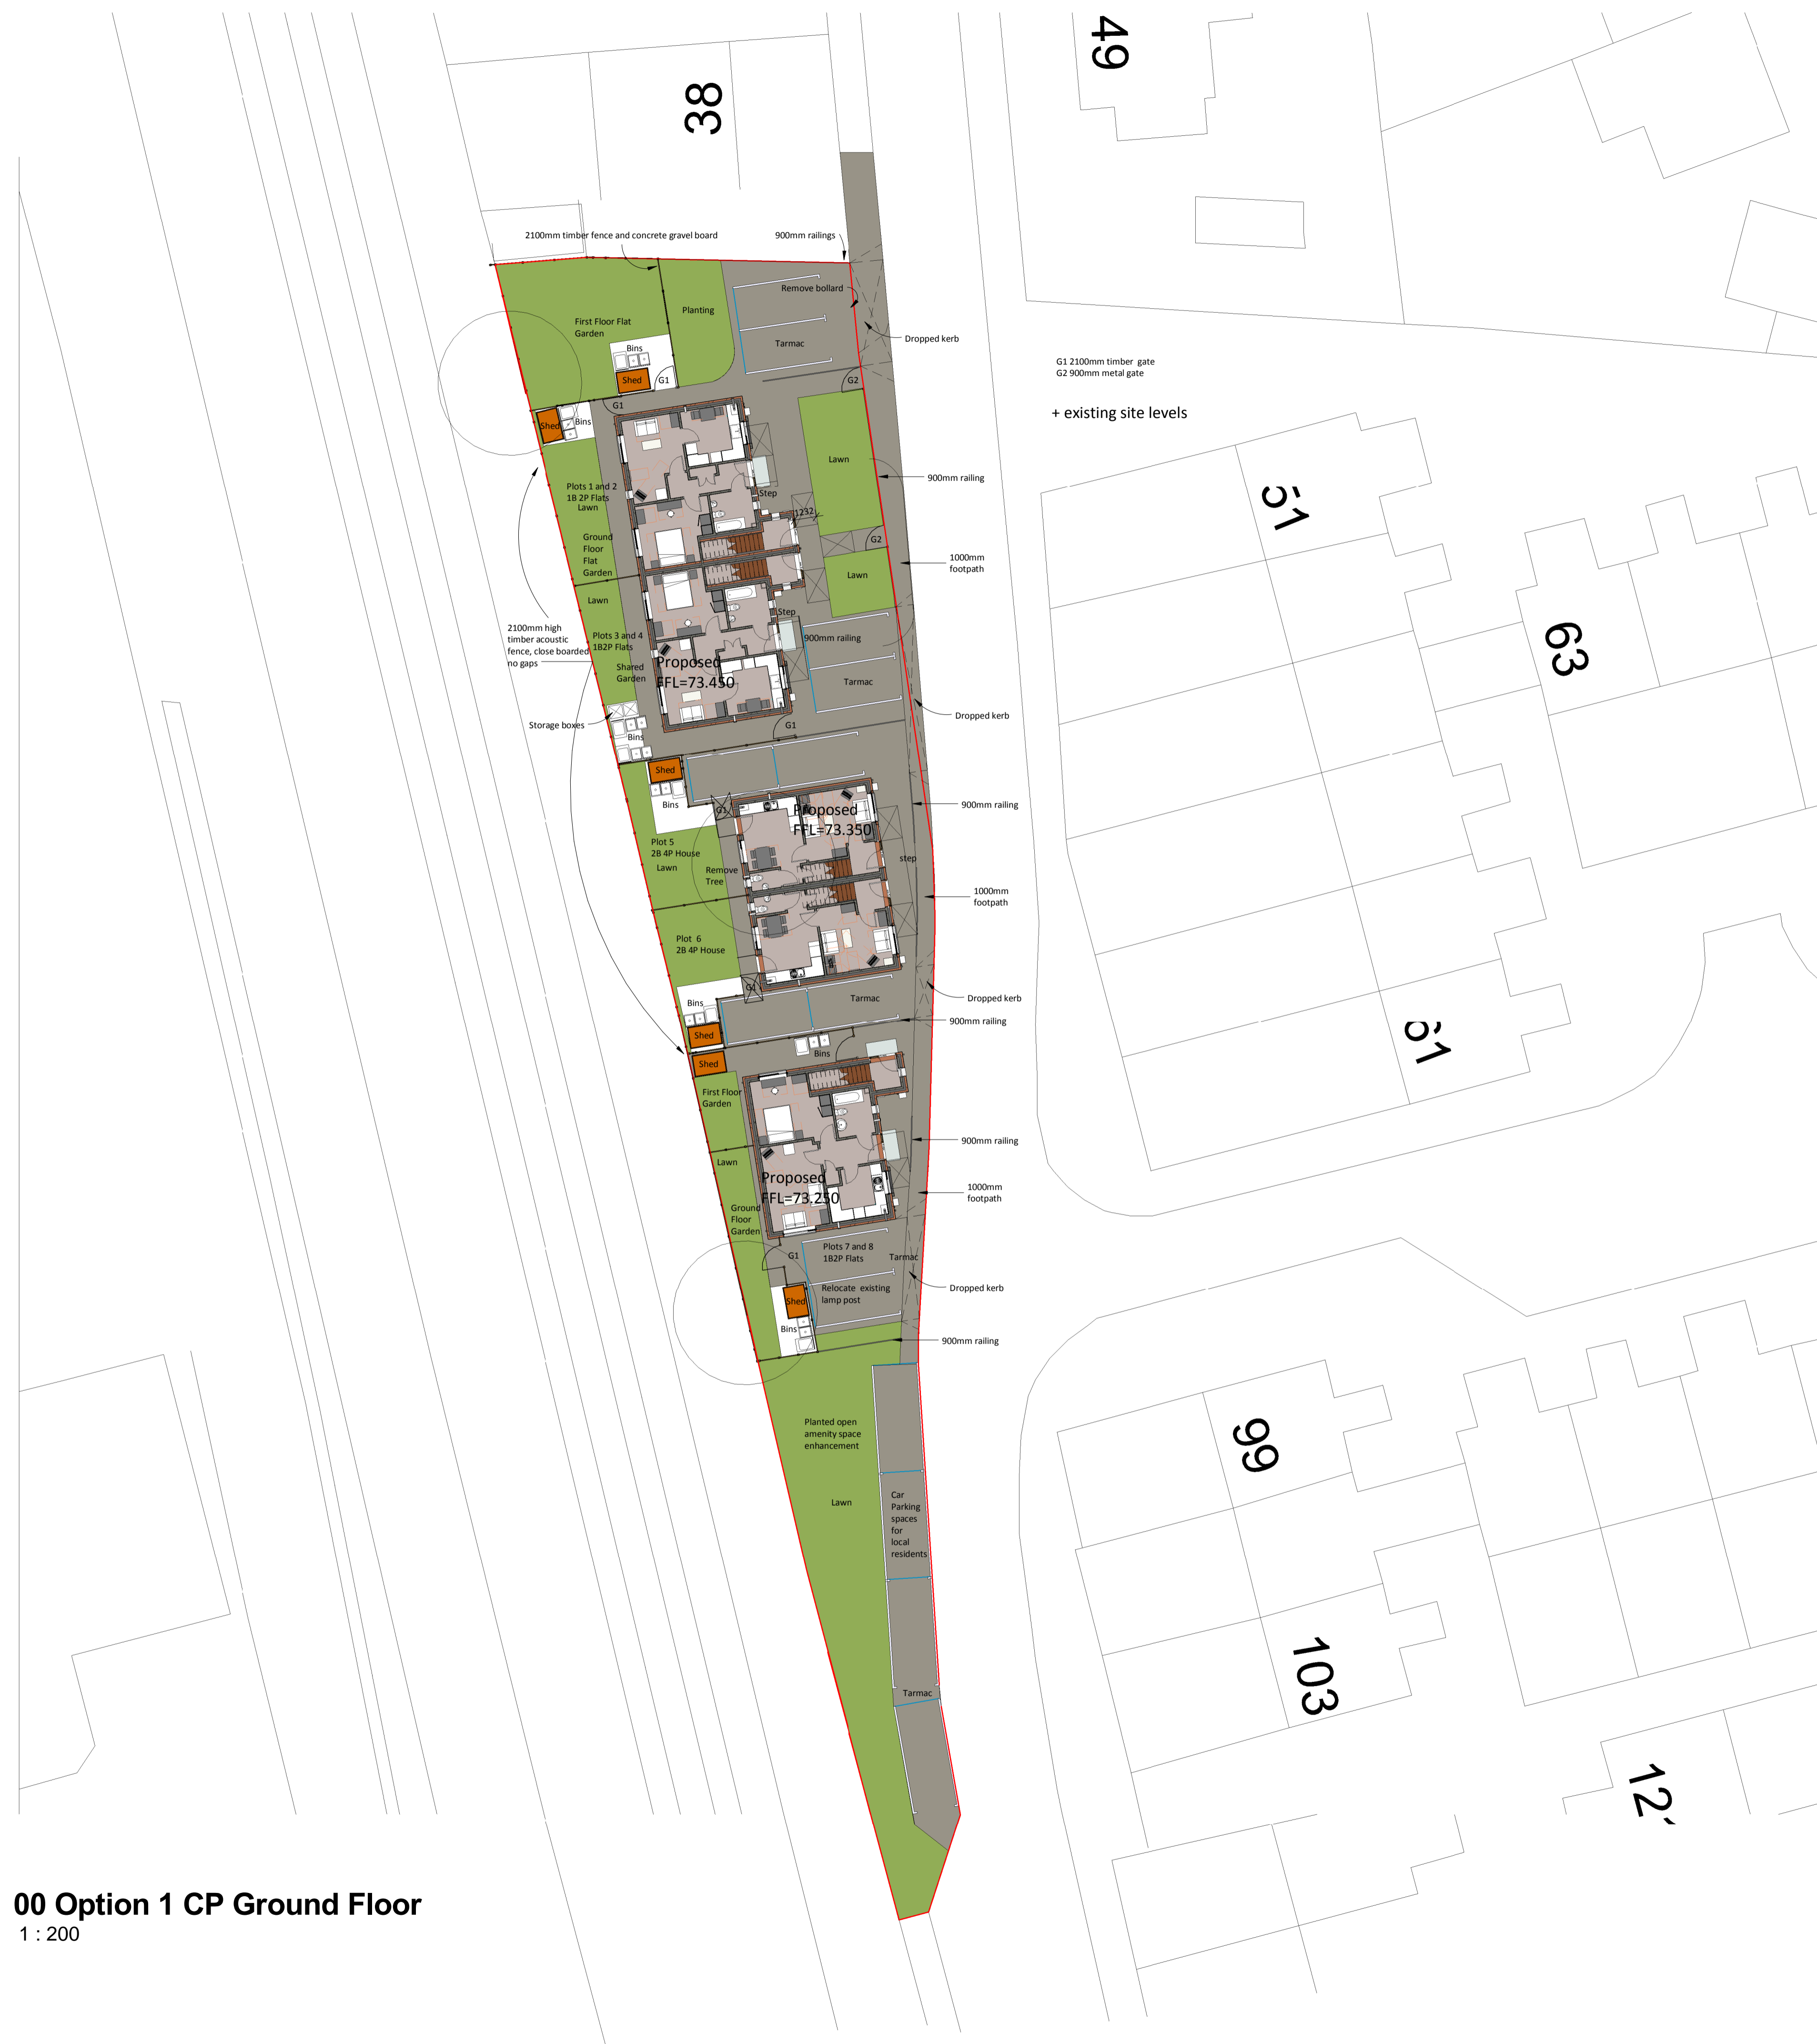 49
38
2100mm timber fence and concrete gravel board
900mm railings
Remove bollard
Planting
First Floor Flat
Garden
Dropped kerb
Tarmac
Bins
G1 2100mm timber gate
G2 900mm metal gate
Shed
G1
G2
G1
+ existing site levels
Shed
Bins
Lawn
900mm railing
Plots 1 and 2
1B 2P Flats
Lawn
Step
51
1232
Ground
Floor
Flat
Garden
G2
1000mm
footpath
Lawn
Lawn
Step
2100mm high
timber acoustic
fence, close boarded
no gaps
Plots 3 and 4
1B2P Flats
900mm railing
63
Shared
Garden
Proposed
FFL=73.450
Tarmac
Storage boxes
Dropped kerb
G1
Bins
Shed
Bins
G1
Proposed
FFL=73.350
900mm railing
Plot 5
2B 4P House
Lawn
Remove
Tree
step
1000mm
footpath
Plot 6
2B 4P House
G1
Bins
Tarmac
Dropped kerb
Shed
900mm railing
61
Bins
Shed
First Floor
Garden
900mm railing
Lawn
Proposed
FFL=73.250
1000mm
footpath
Ground
Floor
Garden
G1
Plots 7 and 8
1B2P Flats
Tarmac
Relocate existing
lamp post
Dropped kerb
Shed
Bins
900mm railing
Planted open
amenity space
enhancement
99
Lawn
Car
Parking
spaces
for
local
residents
103
Tarmac
00 Option 1 CP Ground Floor
1 : 200